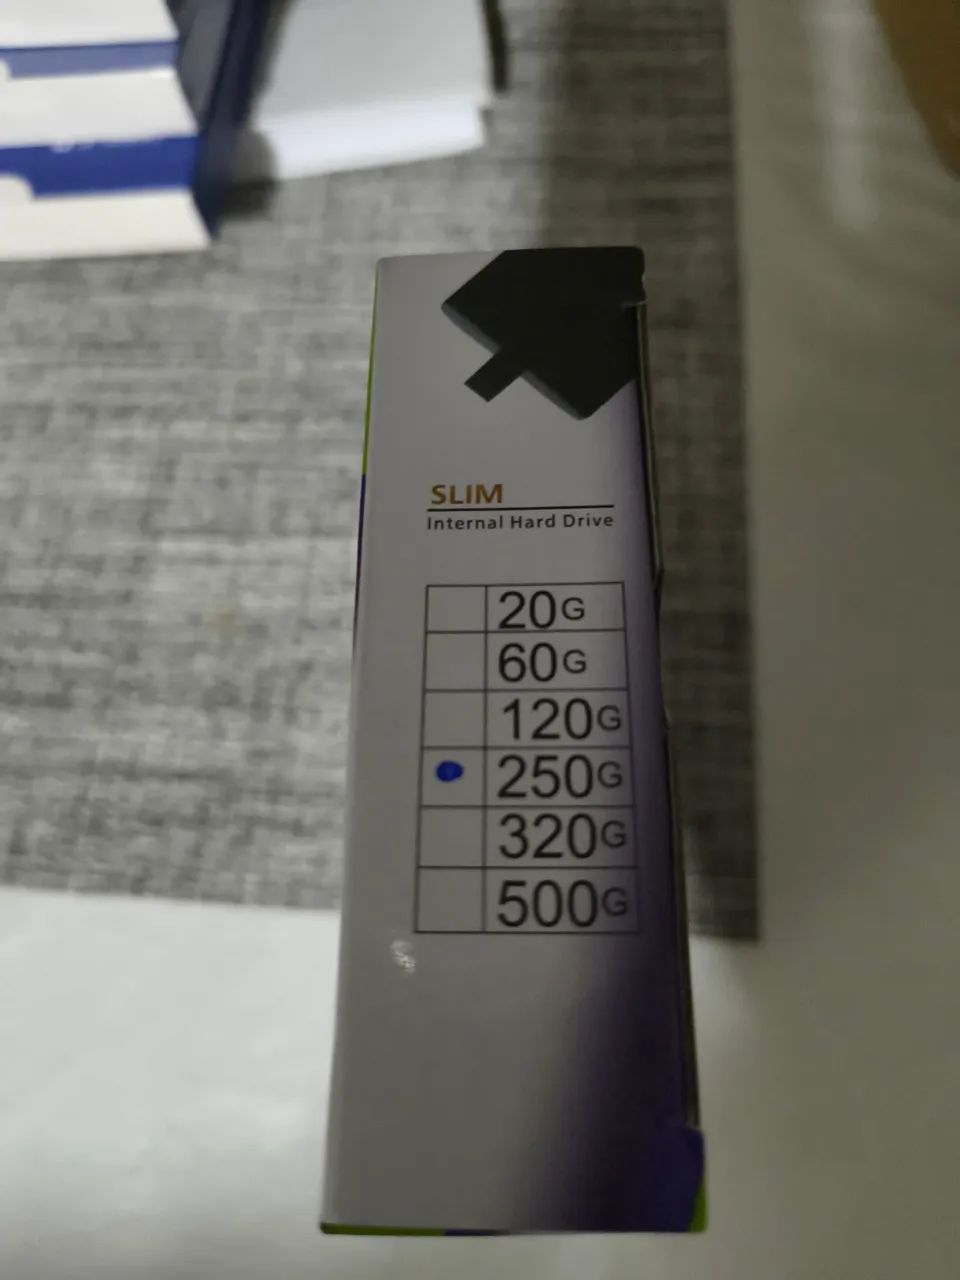 SLIM
Internal Hard Drive
20G
60G
120G
250G
320G
500G